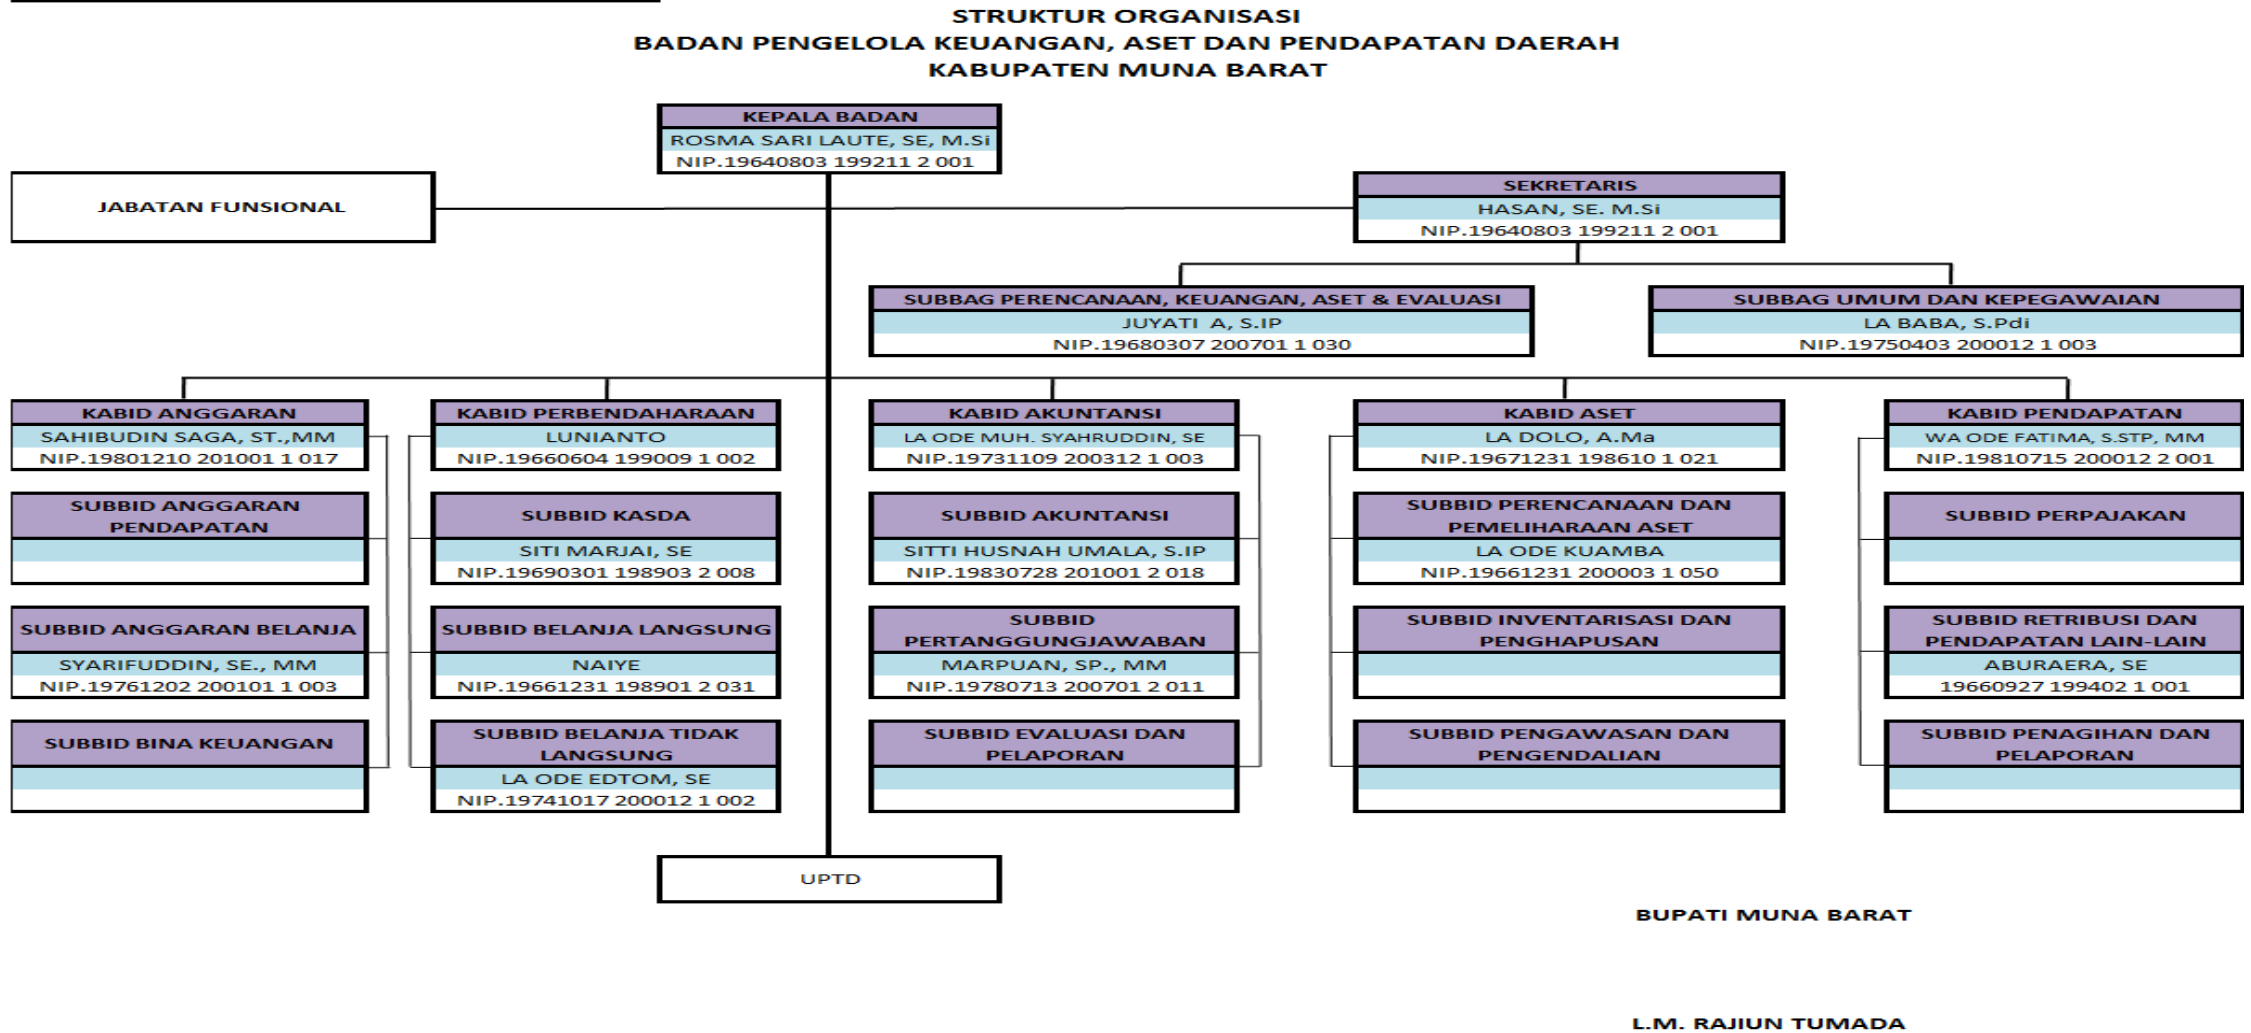 STRUKTUR ORGANISASI
BADAN PENGELOLA KEUANGAN, ASET DAN PENDAPATAN DAERAH
KABUPATEN MUNA BARAT
KEPALA BADAN
ROSMA SARI LAUTE, SE, M.Si
NIP.19640803 199211 2 001
JABATAN FUNSIONAL
SEKRETARIS
HASAN, SE. M.Si
NIP.19640803 199211 2 001
SUBBAG PERENCANAAN, KEUANGAN, ASET & EVALUASI
JUYATI A, S.IP
NIP.19680307 200701 1 030
SUBBAG UMUM DAN KEPEGAWAIAN
LA BABA, S.Pdi
NIP.19750403 200012 1 003
KABID ANGGARAN
SAHIBUDIN SAGA, ST.,MM
NIP.19801210 201001 1 017
SUBBID ANGGARAN
PENDAPATAN
SUBBID ANGGARAN BELANJA
SYARIFUDDIN, SE., MM
NIP.19761202 200101 1 003
SUBBID BINA KEUANGAN
KABID PERBENDAHARAAN
LUNIANTO
NIP.19660604 199009 1 002
SUBBID KASDA
SITI MARJAI, SE
NIP.19690301 198903 2 008
SUBBID BELANJA LANGSUNG
NAIYE
NIP.19661231 198901 2 031
SUBBID BELANJA TIDAK
LANGSUNG
LA ODE EDTOM, SE
NIP.19741017 200012 1 002
KABID AKUNTANSI
LA ODE MUH. SYAHRUDDIN, SE
NIP.19731109 200312 1 003
SUBBID AKUNTANSI
SITTI HUSNAH UMALA, S.IP
NIP.19830728 201001 2 018
SUBBID
PERTANGGUNGJAWABAN
MARPUAN, SP., MM
NIP.19780713 200701 2 011
SUBBID EVALUASI DAN
PELAPORAN
KABID ASET
LA DOLO, A.Ma
NIP.19671231 198610 1 021
SUBBID PERENCANAAN DAN
PEMELIHARAAN ASET
LA ODE KUAMBA
NIP.19661231 200003 1 050
SUBBID INVENTARISASI DAN
PENGHAPUSAN
SUBBID PENGAWASAN DAN
PENGENDALIAN
KABID PENDAPATAN
WA ODE FATIMA, S.STP, MM
NIP.19810715 200012 2 001
SUBBID PERPAJAKAN
SUBBID RETRIBUSI DAN
PENDAPATAN LAIN-LAIN
ABURAERA, SE
19660927 199402 1 001
SUBBID PENAGIHAN DAN
PELAPORAN
UPTD
BUPATI MUNA BARAT
L.M. RAJIUN TUMADA